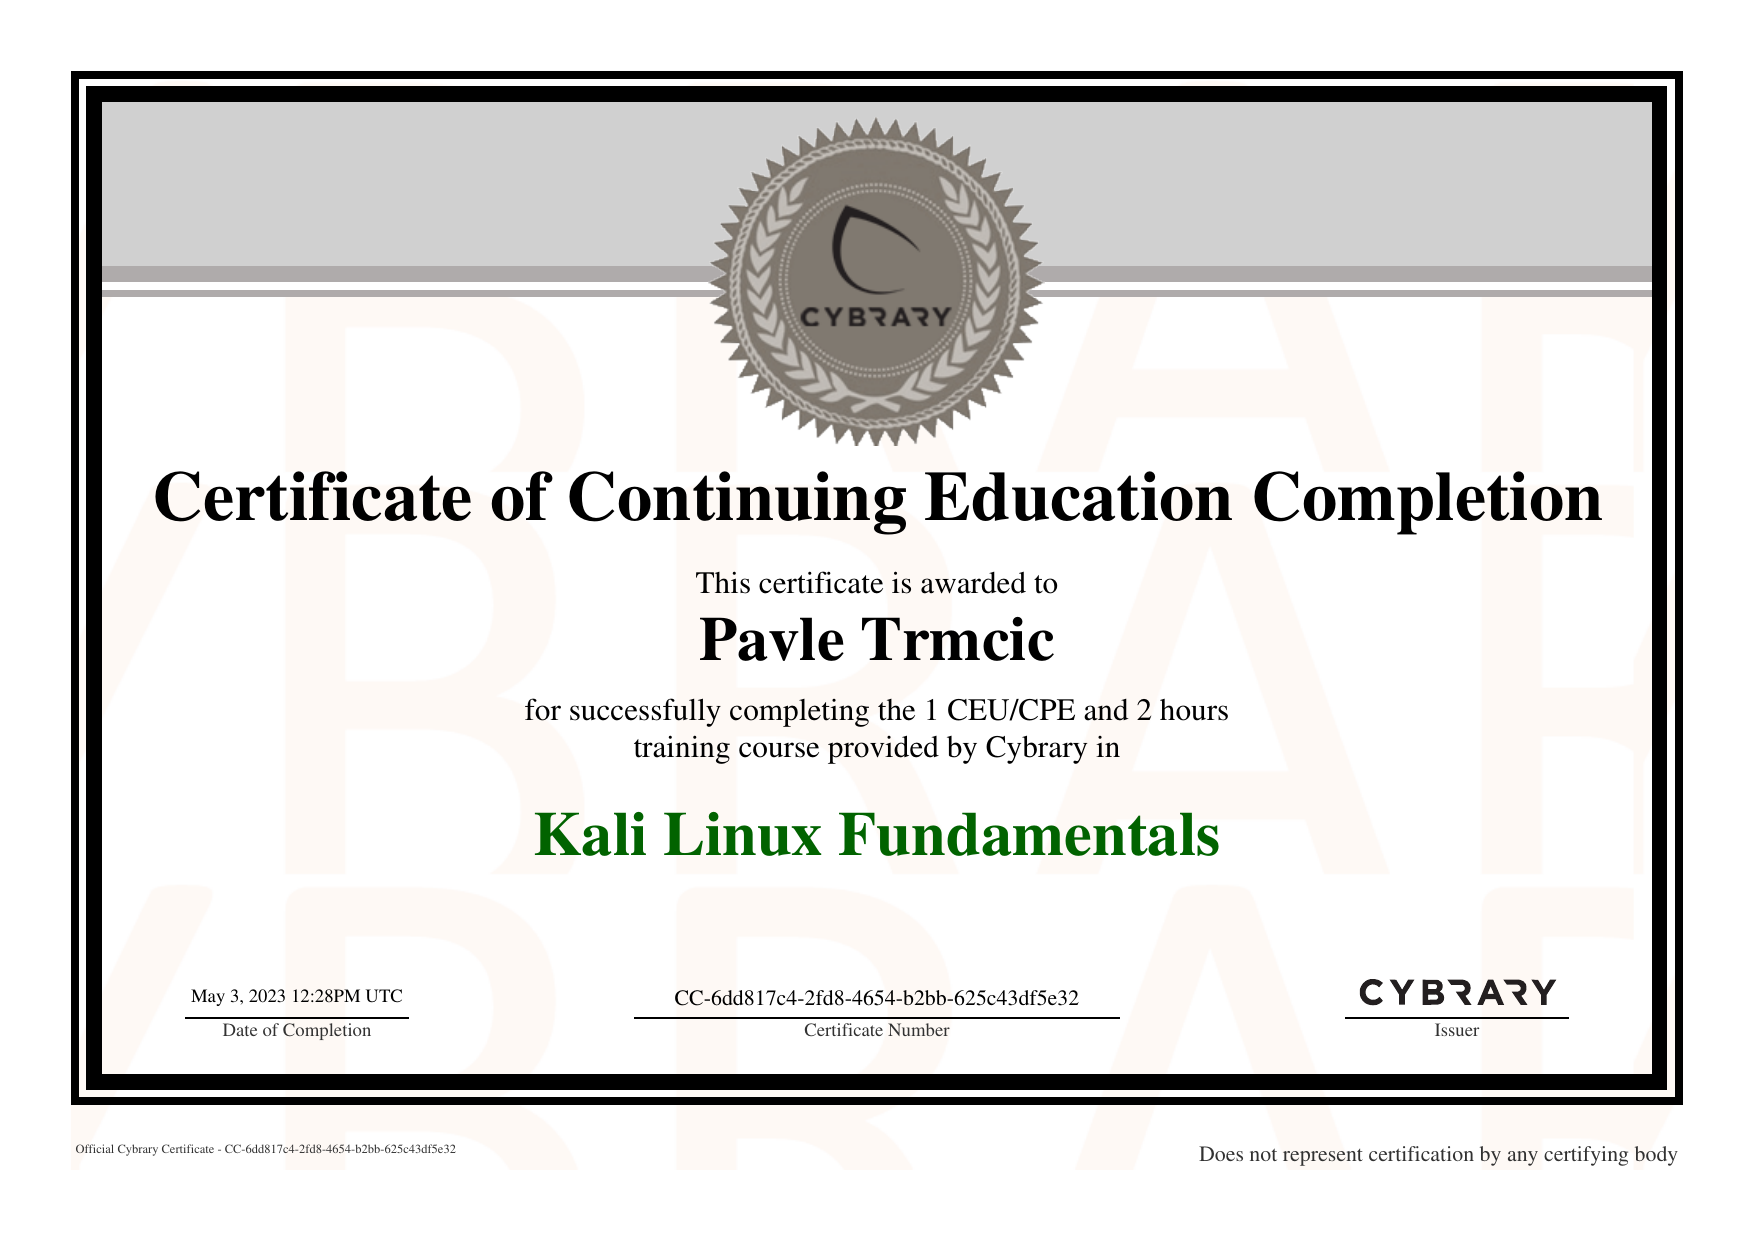 CYBRARY
Certificate of Continuing Education Completion
This certificate is awarded to
Pavle Trmcic
for successfully completing the 1 CEU/CPE and 2 hours
training course provided by Cybrary in
Kali Linux Fundamentals
May 3, 2023 12:28PM UTC
Date of Completion
CC-6dd817c4-2fd8-4654-b2bb-625c43df5e32
Certificate Number
CYBRARY
Issuer
Official Cybrary Certificate - CC-6dd817c4-2fd8-4654-b2bb-625c43df5e32
Does not represent certification by any certifying body